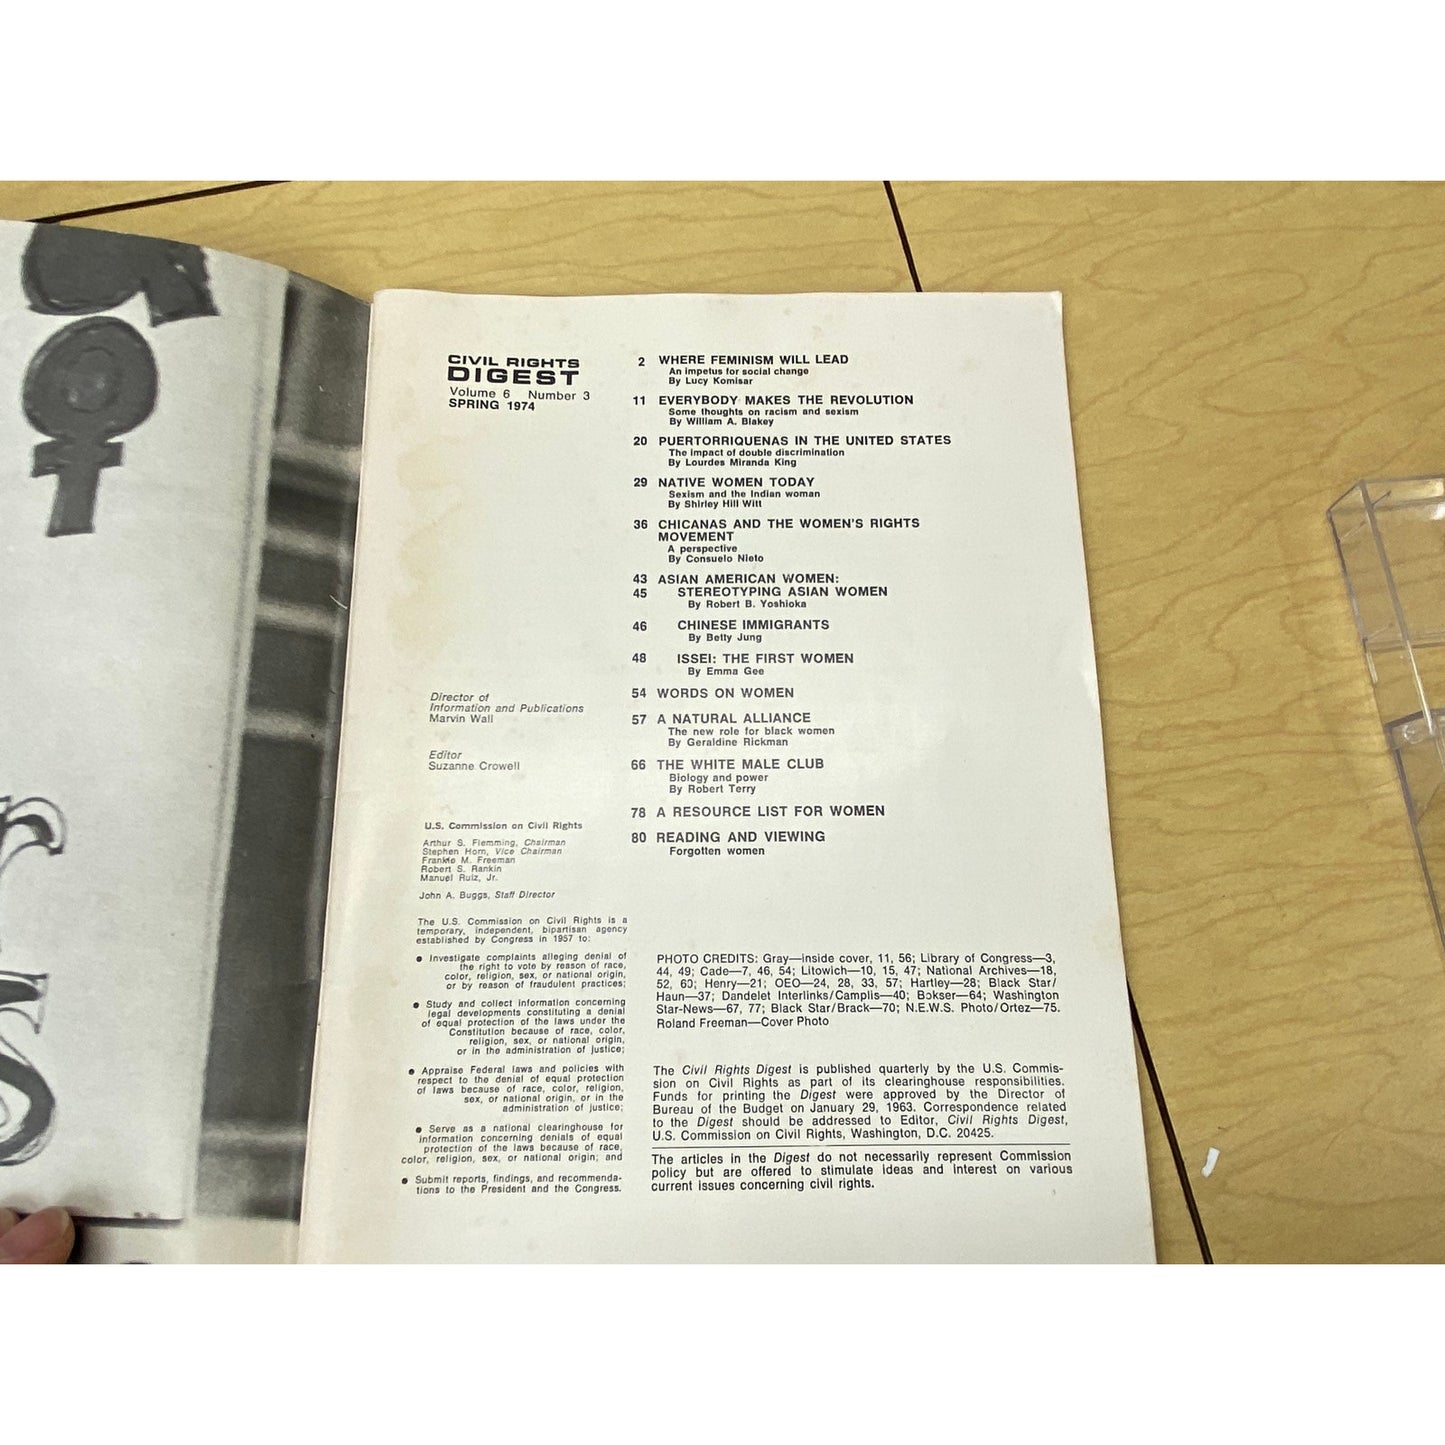 CIVIL RIGHTS
DIGEST
Volume 6 Number 3
SPRING 1974
Director of
Information and Publications
Marvin Wall
Editor
Suzanne Crowell
U.S. Commission on Civil Rights
Arthur S. Flemming, Chairman
Stephen Horn, Vice Chairman
Frankie M. Freeman
Robert S. Rankin
Manuel Ruiz, Jr.
John A. Buggs, Staff Director
The U.S. Commission on Civil Rights is a
temporary, independent, bipartisan agency
established by Congress in 1957 to:
● Investigate complaints alleging denial of
the right to vote by reason of race,
color, religion, sex, or national origin,
or by reason of fraudulent practices;
● Study and collect information concerning
legal developments constituting a denial
of equal protection of the laws under the
Constitution because of race, color,
religion, sex, or national origin,
or in the administration of justice;
● Appraise Federal laws and policies with
respect to the denial of equal protection
of laws because of race, color, religion,
sex, or national origin, or in the
administration of justice;
● Serve as a national clearinghouse for
information concerning denials of equal
protection of the laws because of race,
color, religion, sex, or national origin; and
● Submit reports, findings, and recommenda-
tions to the President and the Congress.
2 WHERE FEMINISM WILL LEAD
An impetus for social change
By Lucy Komisar
11 EVERYBODY MAKES THE REVOLUTION
Some thoughts on racism and sexism
By William A. Blakey
20 PUERTORRIQUENAS IN THE UNITED STATES
The impact of double discrimination
By Lourdes Miranda King
29 NATIVE WOMEN TODAY
Sexism and the Indian woman
By Shirley Hill Witt
36 CHICANAS AND THE WOMEN'S RIGHTS
MOVEMENT
A perspective
By Consuelo Nieto
43 ASIAN AMERICAN WOMEN:
45 STEREOTYPING ASIAN WOMEN
By Robert B. Yoshioka
46 CHINESE IMMIGRANTS
By Betty Jung
48 ISSEI: THE FIRST WOMEN
By Emma Gee
54 WORDS ON WOMEN
57 A NATURAL ALLIANCE
The new role for black women
By Geraldine Rickman
66 THE WHITE MALE CLUB
Biology and power
By Robert Terry
78 A RESOURCE LIST FOR WOMEN
80 READING AND VIEWING
Forgotten women
PHOTO CREDITS: Gray—inside cover, 11, 56; Library of Congress—3,
44, 49; Cade—7, 46, 54; Litowich—10, 15, 47; National Archives—18,
52, 60; Henry—21; OEO—24, 28, 33, 57; Hartley—28; Black Star/
Haun—37; Dandelet Interlinks/Camplis—40; Bokser—64; Washington
Star-News—67, 77; Black Star/Brack—70; N.E.W.S. Photo/Ortez—75.
Roland Freeman—Cover Photo
The Civil Rights Digest is published quarterly by the U.S. Commis-
sion on Civil Rights as part of its clearinghouse responsibilities.
Funds for printing the Digest were approved by the Director of
Bureau of the Budget on January 29, 1963. Correspondence related
to the Digest should be addressed to Editor, Civil Rights Digest,
U.S. Commission on Civil Rights, Washington, D.C. 20425.
The articles in the Digest do not necessarily represent Commission
policy but are offered to stimulate ideas and interest on various
current issues concerning civil rights.